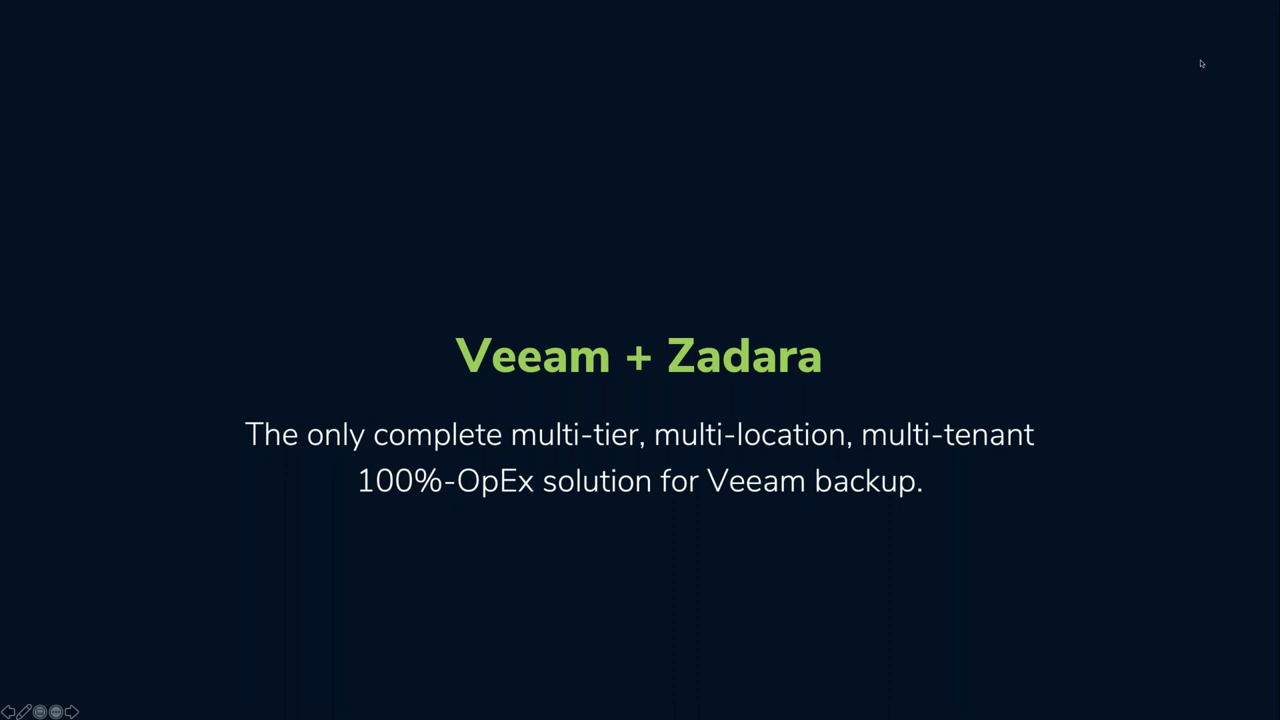 Veeam + Zadara
The only complete multi-tier, multi-location, multi-tenant
100%-OpEx solution for Veeam backup.